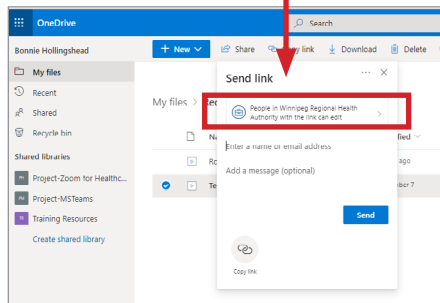 OneDrive
Search
Bonnie Hollingshead
New
Share
link
Download
Delete
My files
Recent
Shared
Recycle bin
Shared libraries
Project-Zoom for Healthc...
Project-MSTeams
Training Resources
Create shared library
My files >
Send link
People in Winnipeg Regional Health
Authority with the link can edit
Enter a name or email address
Add a message (optional)
Send
Copy link
ago